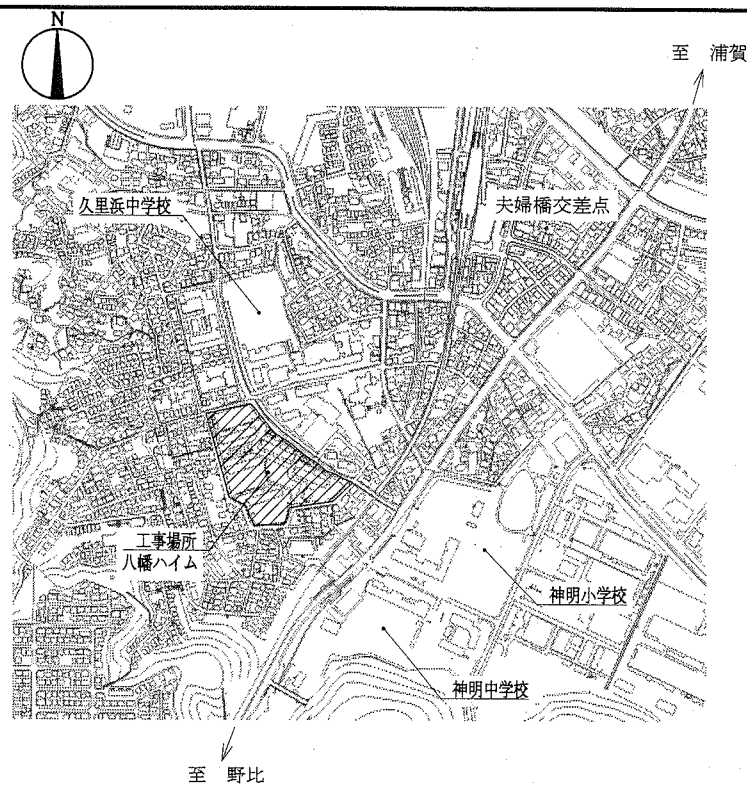 N
至 浦賀
久里浜中学校
夫婦橋交差点
工事場所
八幡ハイム
神明小学校
神明中学校
至 野比